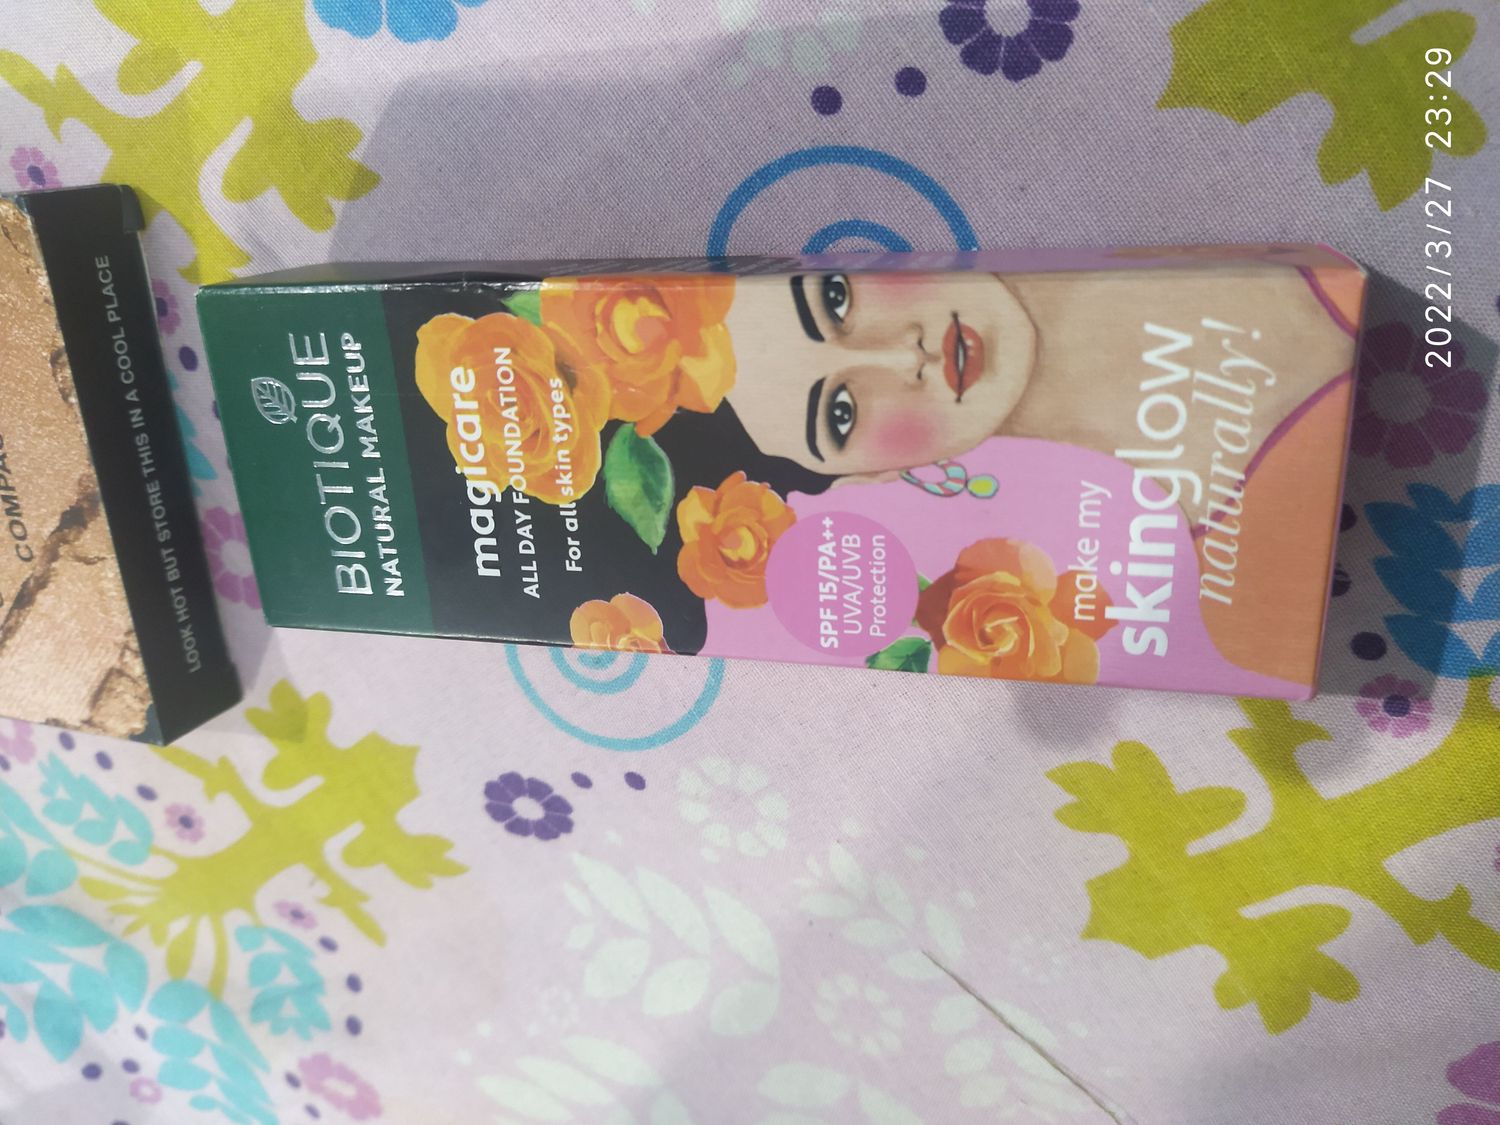 BIOTIQUE
NATURAL MAKEUP
magicare
ALL DAY FOUNDATION
For all skin types
SPF 15/PA++
UVA/UVB
Protection
make my
skinglow
naturally!
LOOK HOT BUT STORE THIS IN A COOL PLACE
2022/3/27 23:29